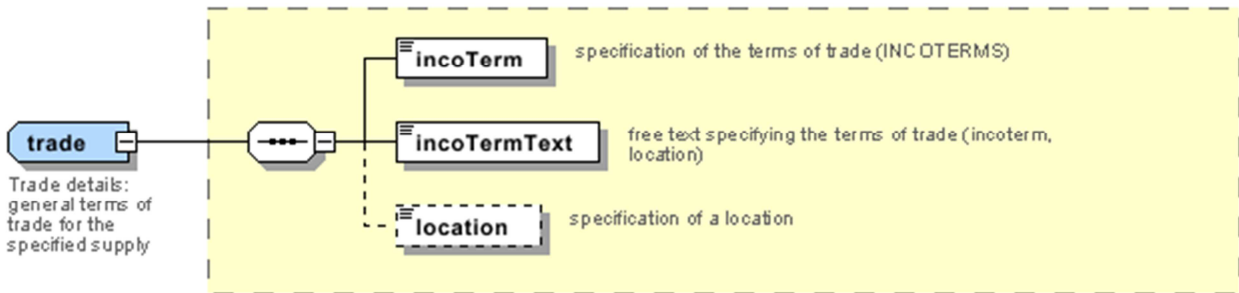 incoTerm
specification of the terms of trade (INCOTERMS)
trade
incoTermText
free text specifying the terms of trade (incoterm,
location)
Trade details:
general terms of
trade for the
specified supply
location
specification of a location